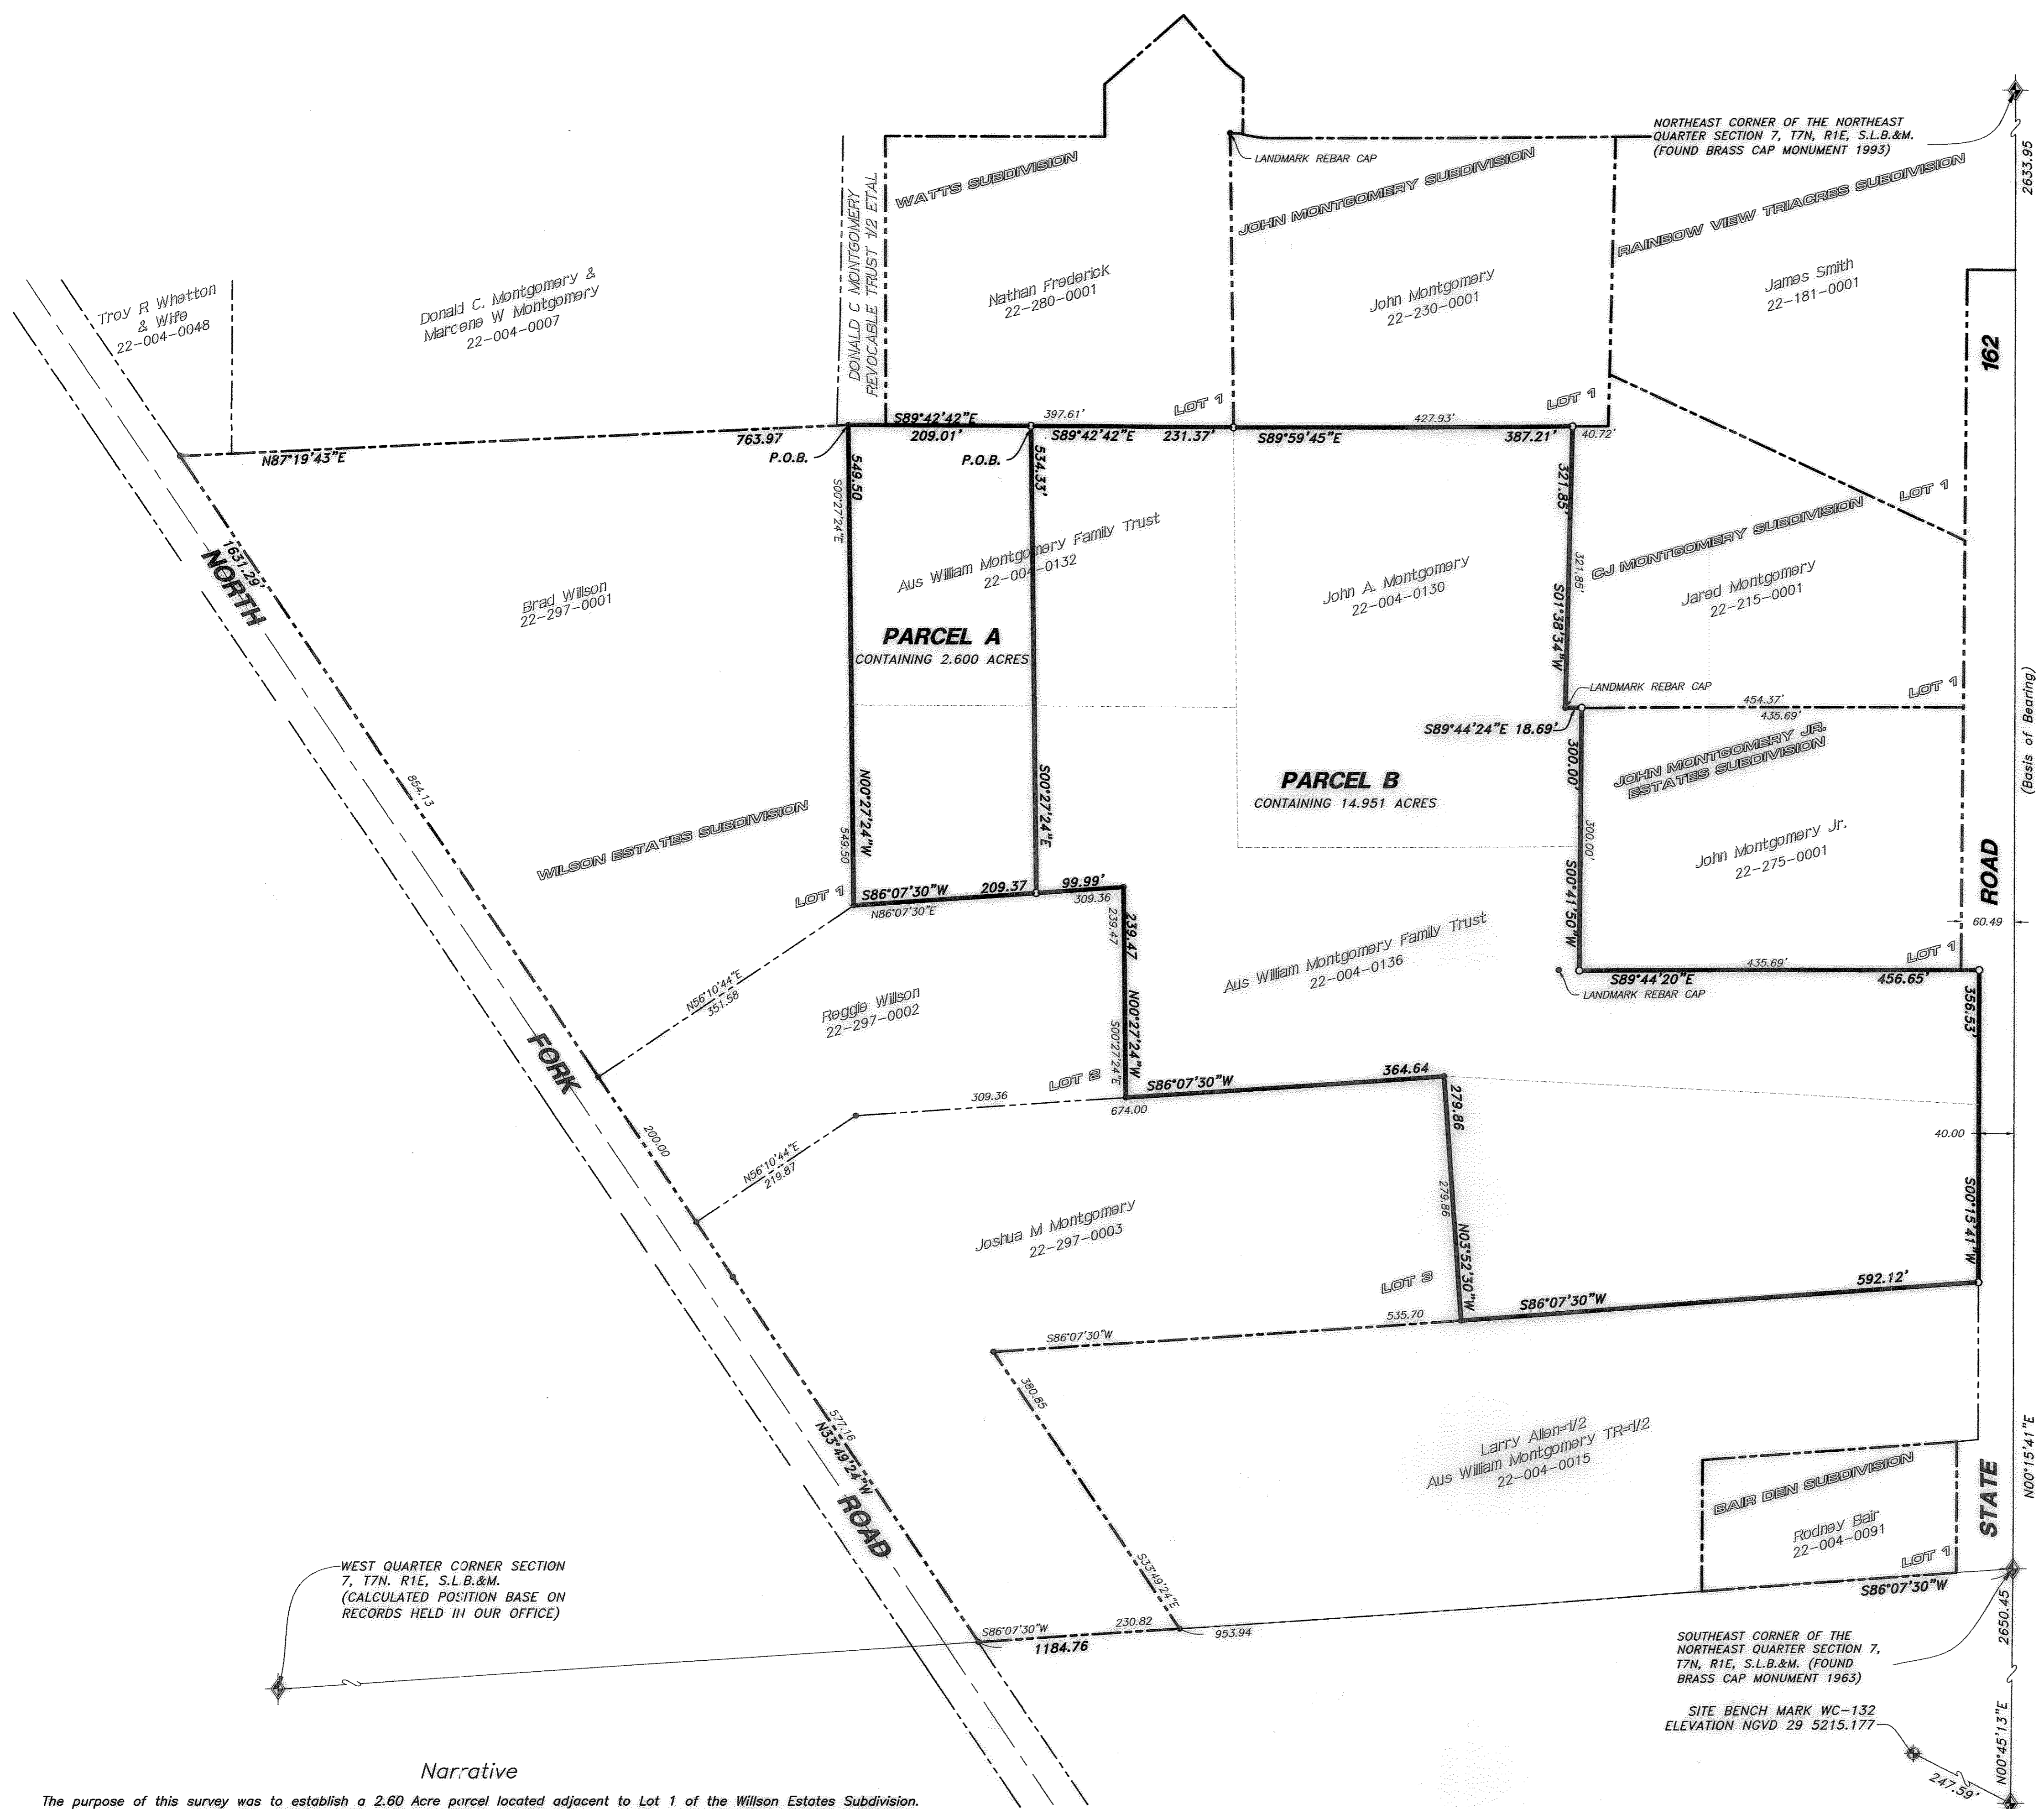 NORTHEAST CORNER OF THE NORTHEAST
QUARTER SECTION 7, T7N, R1E, S.L.B.&M.
(FOUND BRASS CAP MONUMENT 1993)
2633.95
LANDMARK REBAR CAP
WATTS SUBDIVISION
JOHN MONTGOMERY SUBDIVISION
RAINBOW VIEW TRIACRES SUBDIVISION
DONALD C MONTGOMERY
REVOCABLE TRUST 1/2 ETAL
Troy R Whetton
& Wife
22-004-0048
Donald C. Montgomery &
Marcene W Montgomery
22-004-0007
Nathan Frederick
22-280-0001
John Montgomery
22-230-0001
James Smith
22-181-0001
162
LOT 1
LOT 1
S89°42'42"E
397.61'
427.93'
763.97
209.01'
S89°42'42"E
231.37'
S89°59'45"E
387.21'
40.72'
N87°19'43"E
P.O.B.
P.O.B.
549.50
S00°27'24"E
534.33'
321.85'
321.85'
S01°38'34"W
LOT 1
CJ MONTGOMERY SUBDIVISION
Jared Montgomery
22-215-0001
1631.29'
NORTH
Brad Willson
22-297-0001
Aus William Montgomery Family Trust
22-004-0132
John A. Montgomery
22-004-0130
PARCEL A
CONTAINING 2.600 ACRES
LANDMARK REBAR CAP
LOT 1
454.37'
435.69'
S89°44'24"E 18.69'
(Basis of Bearing)
JOHN MONTGOMERY JR.
ESTATES SUBDIVISION
300.00'
300.00'
S00°41'50"W
PARCEL B
CONTAINING 14.951 ACRES
John Montgomery Jr.
22-275-0001
ROAD
60.49
854.13
WILSON ESTATES SUBDIVISION
N00°27'24"W
549.50
S00°27'24"E
LOT 1
S86°07'30"W
209.37
99.99'
N86°07'30"E
309.36
239.47
239.47
N00°27'24"W
S00°27'24"E
Aus William Montgomery Family Trust
22-004-0136
LOT 1
S89°44'20"E
435.69'
456.65'
LANDMARK REBAR CAP
356.53'
N56°10'44"E
351.58
Reggie Willson
22-297-0002
FORK
LOT 2
309.36
674.00
S86°07'30"W
364.64
279.86
279.86
N03°52'30"W
40.00
S00°15'41"W
200.00
N56°10'44"E
219.87
Joshua M Montgomery
22-297-0003
LOT 3
592.12'
S86°07'30"W
535.70
S86°07'30"W
380.85
S33°49'24"E
577.16
N33°49'24"W
ROAD
Larry Allen=1/2
Aus William Montgomery TR=1/2
22-004-0015
BAIR DEN SUBDIVISION
Rodney Bair
22-004-0091
LOT 1
S86°07'30"W
STATE
N00°15'41"E
WEST QUARTER CORNER SECTION
7, T7N. R1E, S.L.B.&M.
(CALCULATED POSITION BASE ON
RECORDS HELD IN OUR OFFICE)
S86°07'30"W
230.82
1184.76
953.94
SOUTHEAST CORNER OF THE
NORTHEAST QUARTER SECTION 7,
T7N, R1E, S.L.B.&M. (FOUND
BRASS CAP MONUMENT 1963)
2650.45
SITE BENCH MARK WC-132
ELEVATION NGVD 29 5215.177
N00°45'13"E
247.59'
Narrative
The purpose of this survey was to establish a 2.60 Acre parcel located adjacent to Lot 1 of the Willson Estates Subdivision.